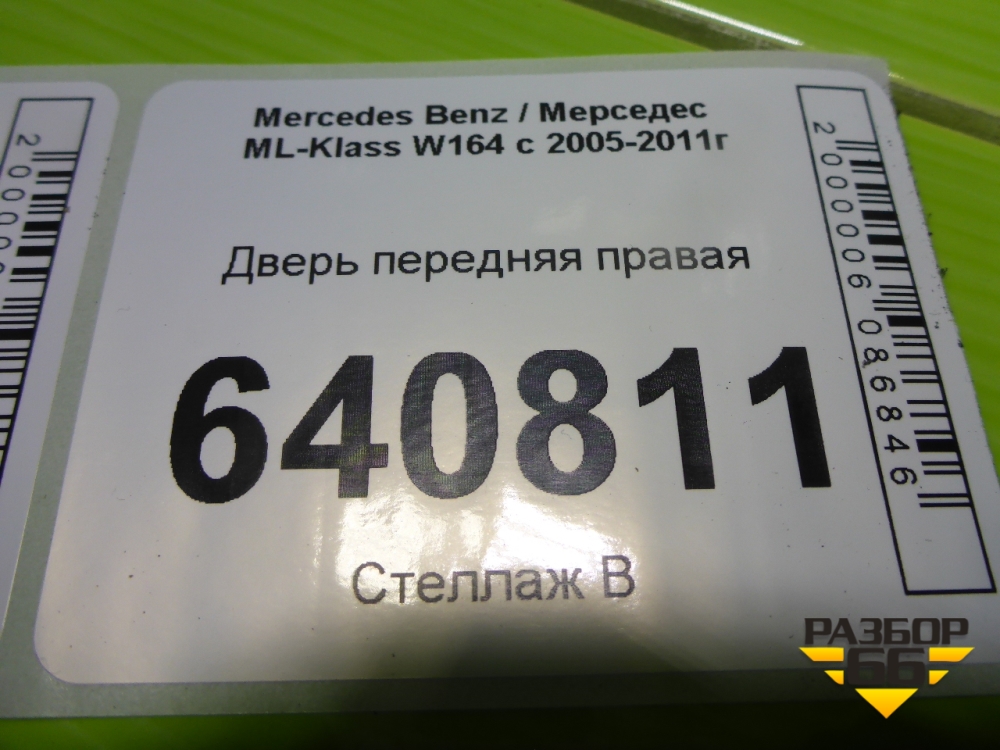 Mercedes Benz / Мерседес
ML-Klass W164 с 2005-2011г
Дверь передняя правая
640811
Стеллаж В
2000006086846
РАЗБОР
66